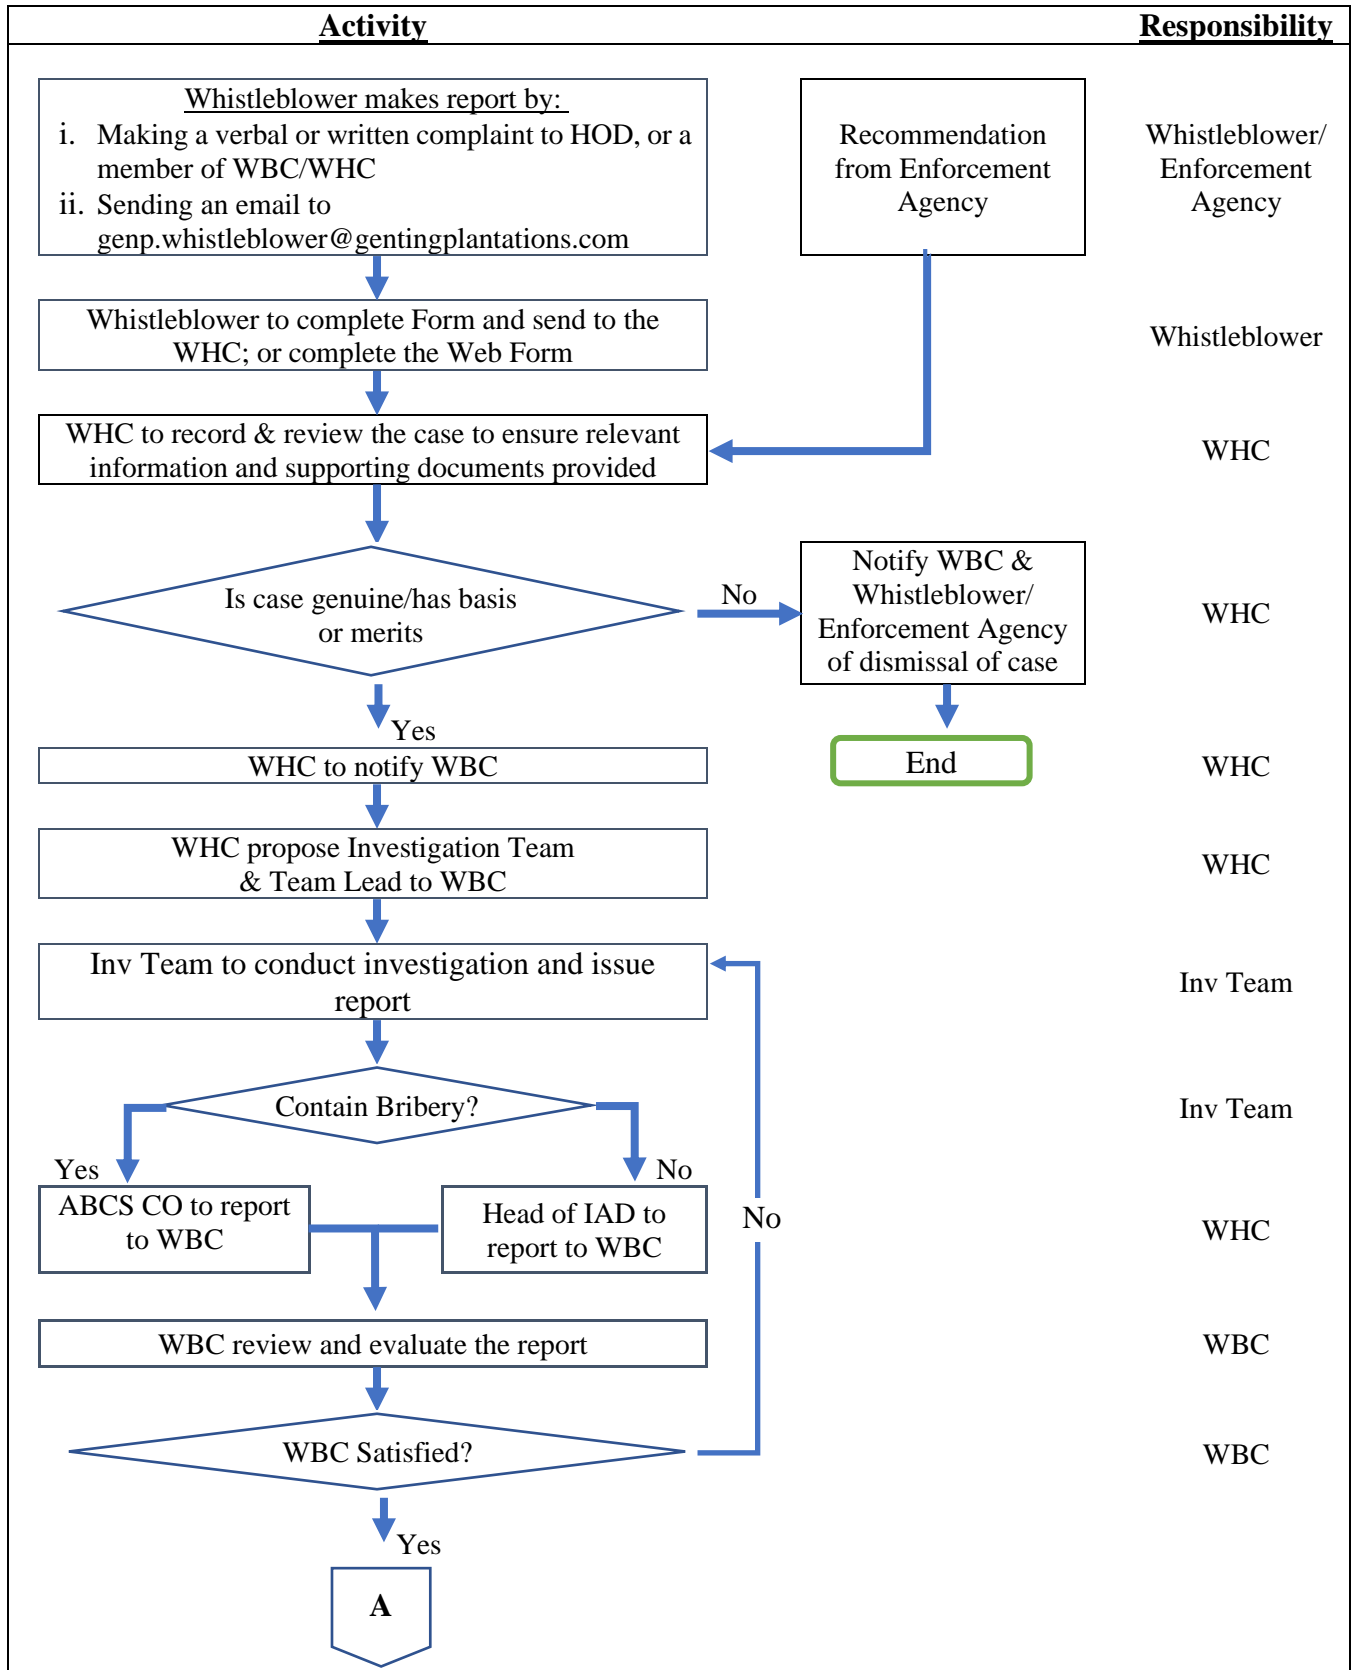 Activity
Responsibility
Whistleblower makes report by:
i. Making a verbal or written complaint to HOD, or a
member of WBC/WHC
ii. Sending an email to
genp.whistleblower@gentingplantations.com
Recommendation
from Enforcement
Agency
Whistleblower/
Enforcement
Agency
Whistleblower to complete Form and send to the
WHC; or complete the Web Form
Whistleblower
WHC to record & review the case to ensure relevant
information and supporting documents provided
WHC
Is case genuine/has basis
or merits
No
Notify WBC &
Whistleblower/
Enforcement Agency
of dismissal of case
WHC
Yes
WHC to notify WBC
End
WHC
WHC propose Investigation Team
& Team Lead to WBC
WHC
Inv Team to conduct investigation and issue
report
Inv Team
Contain Bribery?
Inv Team
Yes
No
ABCS CO to report
to WBC
Head of IAD to
report to WBC
No
WHC
WBC review and evaluate the report
WBC
WBC Satisfied?
WBC
Yes
A